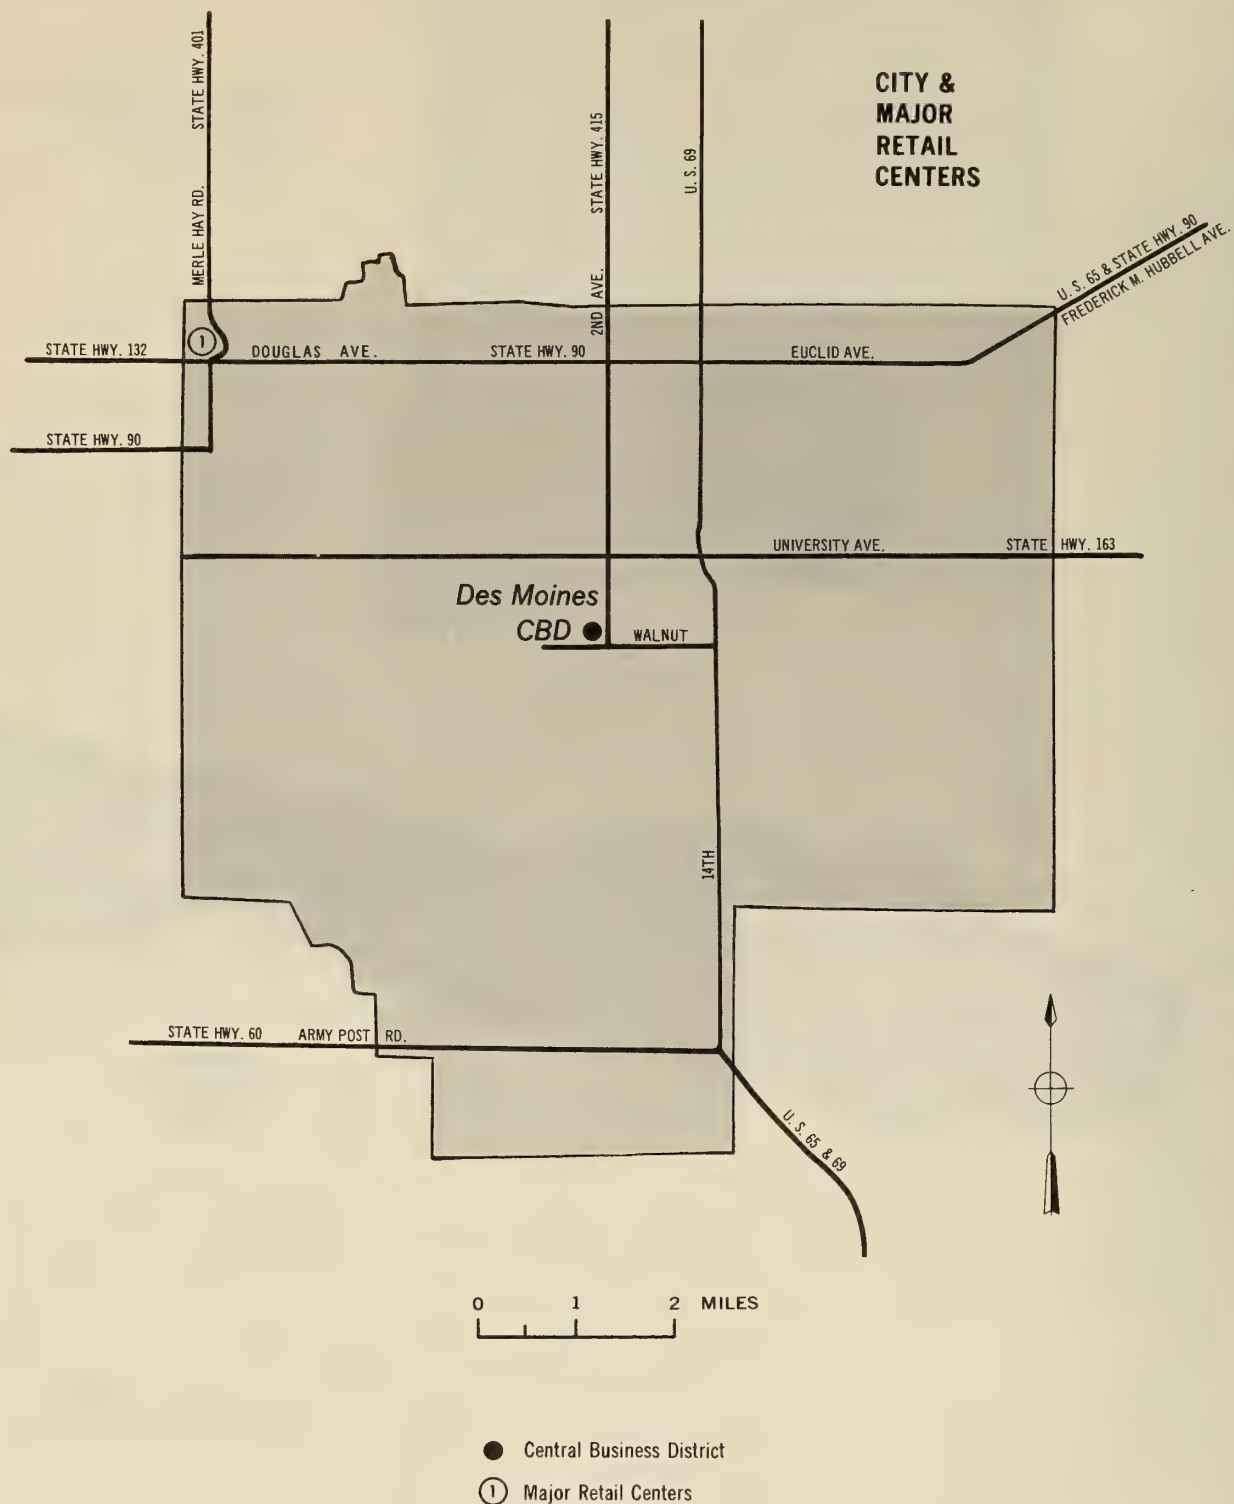 CITY &
MAJOR
RETAIL
CENTERS
STATE HWY. 401
MERLE HAY RD.
STATE HWY. 415
2ND AVE.
U. S. 69
U. S. 65 & STATE HWY. 90
FREDERICK M. HUBBELL AVE.
1
STATE HWY. 132
DOUGLAS AVE.
STATE HWY. 90
EUCLID AVE.
STATE HWY. 90
UNIVERSITY AVE.
STATE HWY. 163
Des Moines
CBD
WALNUT
14TH
STATE HWY. 60
ARMY POST RD.
U. S. 65 & 69
0 1 2 MILES
Central Business District
1 Major Retail Centers